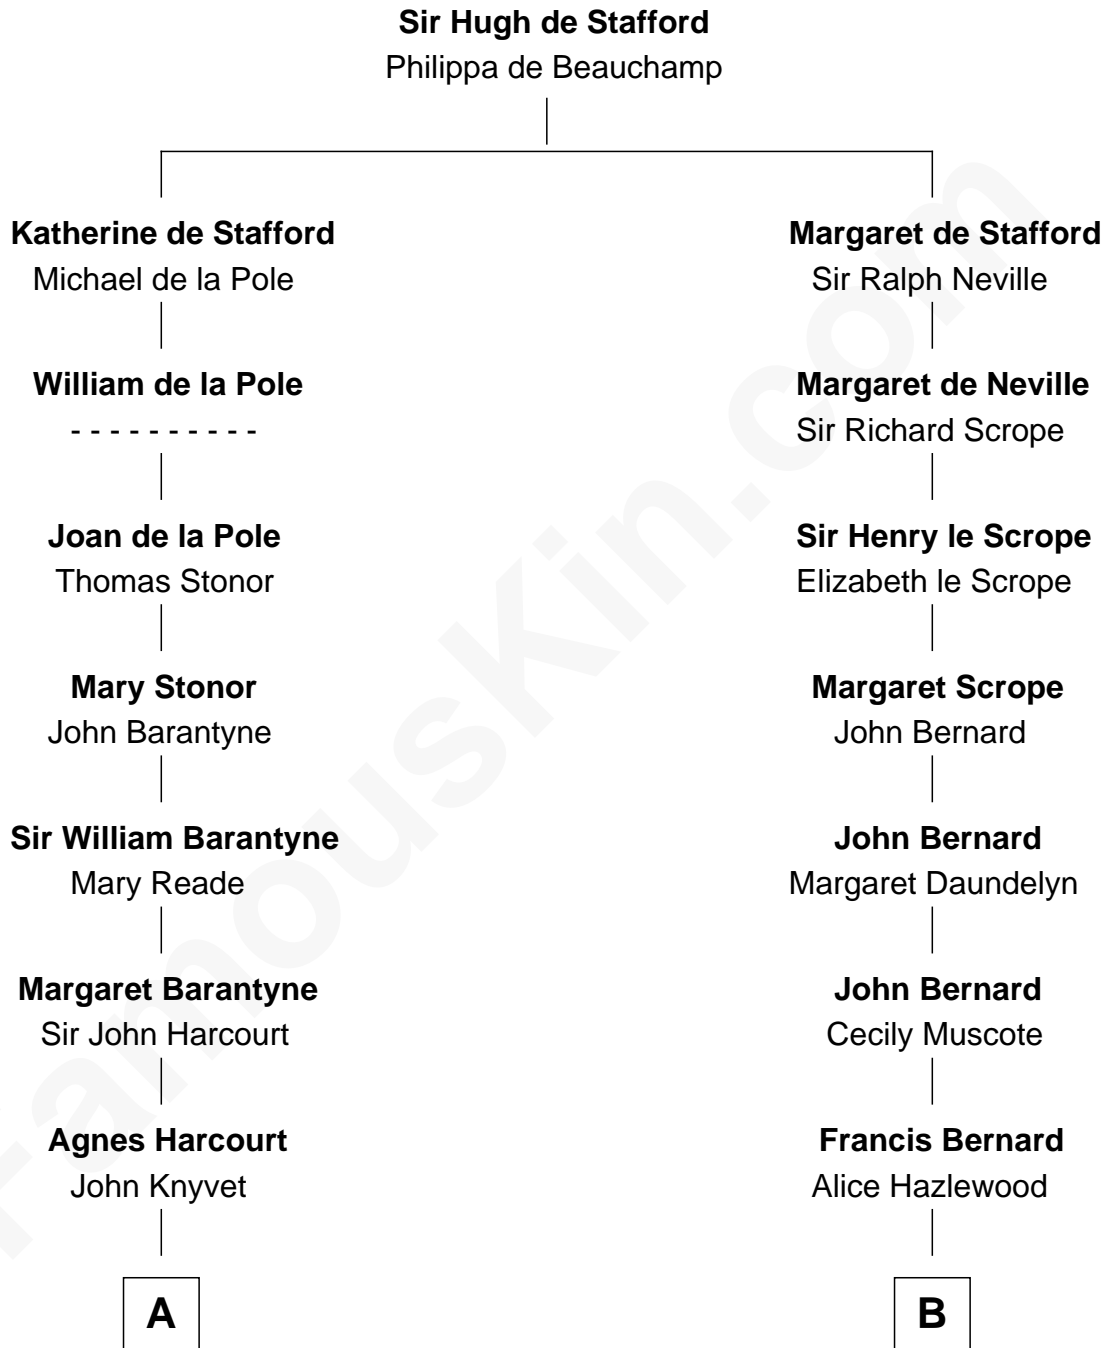 Sir Hugh de Stafford
Philippa de Beauchamp
Katherine de Stafford
Michael de la Pole
William de la Pole
- - - - - - - - - -
Joan de la Pole
Thomas Stonor
Mary Stonor
John Barantyne
Sir William Barantyne
Mary Reade
Margaret Barantyne
Sir John Harcourt
Agnes Harcourt
John Knyvet
A
Margaret de Stafford
Sir Ralph Neville
Margaret de Neville
Sir Richard Scrope
Sir Henry le Scrope
Elizabeth le Scrope
Margaret Scrope
John Bernard
John Bernard
Margaret Daundelyn
John Bernard
Cecily Muscote
Francis Bernard
Alice Hazlewood
B
FamousKin.com